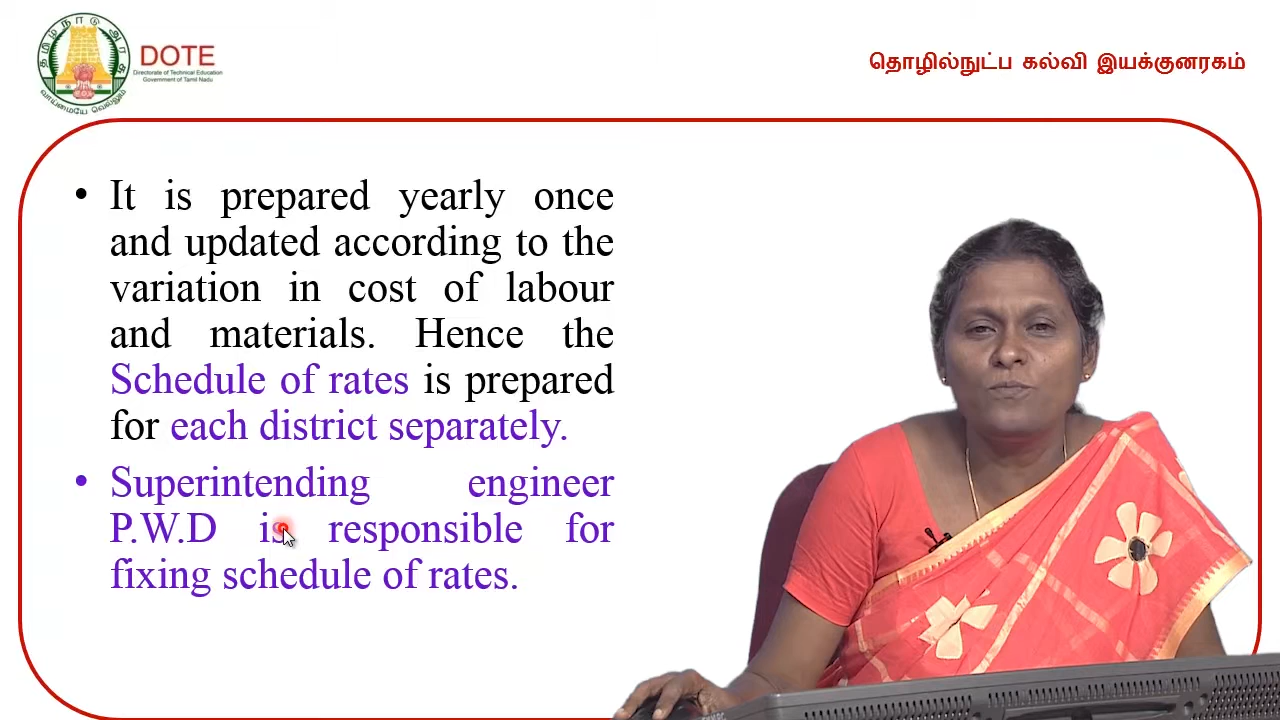 தமிழ்நாடு அரசு
வாய்மையே வெல்லும்
DOTE
Directorate of Technical Education
Government of Tamil Nadu
தொழில்நுட்ப கல்வி இயக்குனரகம்
• It is prepared yearly once
and updated according to the
variation in cost of labour
and materials. Hence the
Schedule of rates is prepared
for each district separately.
• Superintending engineer
P.W.D is responsible for
fixing schedule of rates.